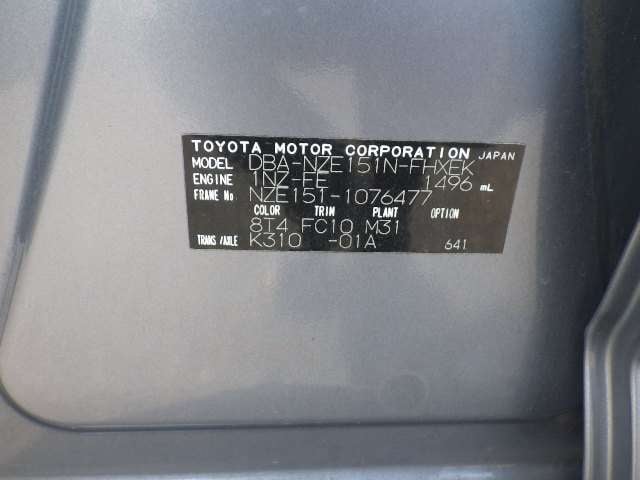 TOYOTA MOTOR CORPORATION JAPAN
MODEL DBA-NZE151N-FHXEK
ENGINE 1NZ-FE 1496 mL
FRAME No NZE151-1076477
COLOR TRIM PLANT OPTION
8T4 FC10 M31
TRANS/AXLE K310 -01A 641